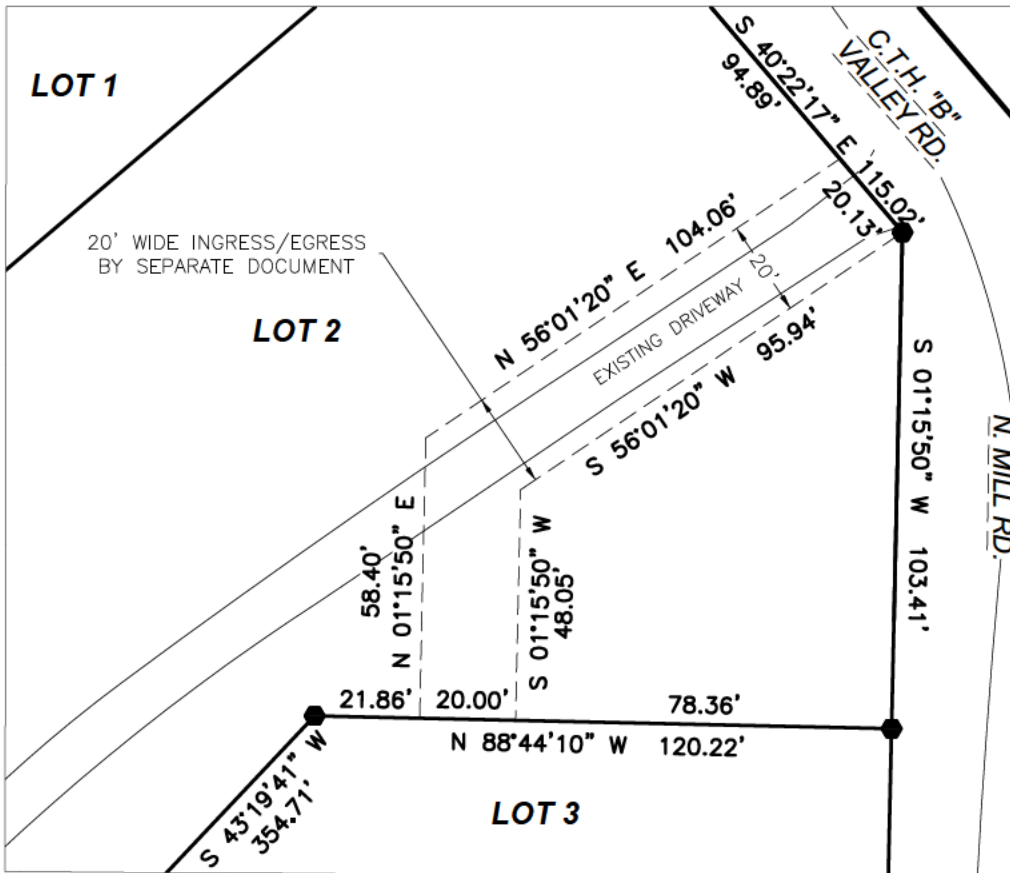 LOT 1
S 40°22'17" E 115.02'
94.89'
20.13'
C.T.H. "B"
VALLEY RD.
20' WIDE INGRESS/EGRESS
BY SEPARATE DOCUMENT
LOT 2
N 56°01'20" E 104.06'
20'
EXISTING DRIVEWAY
S 56°01'20" W 95.94'
S 01°15'50" W 103.41'
N. MILL RD.
58.40'
N 01°15'50" E
S 01°15'50" W
48.05'
21.86'
20.00'
78.36'
N 88°44'10" W 120.22'
S 43°19'41" W
354.71'
LOT 3